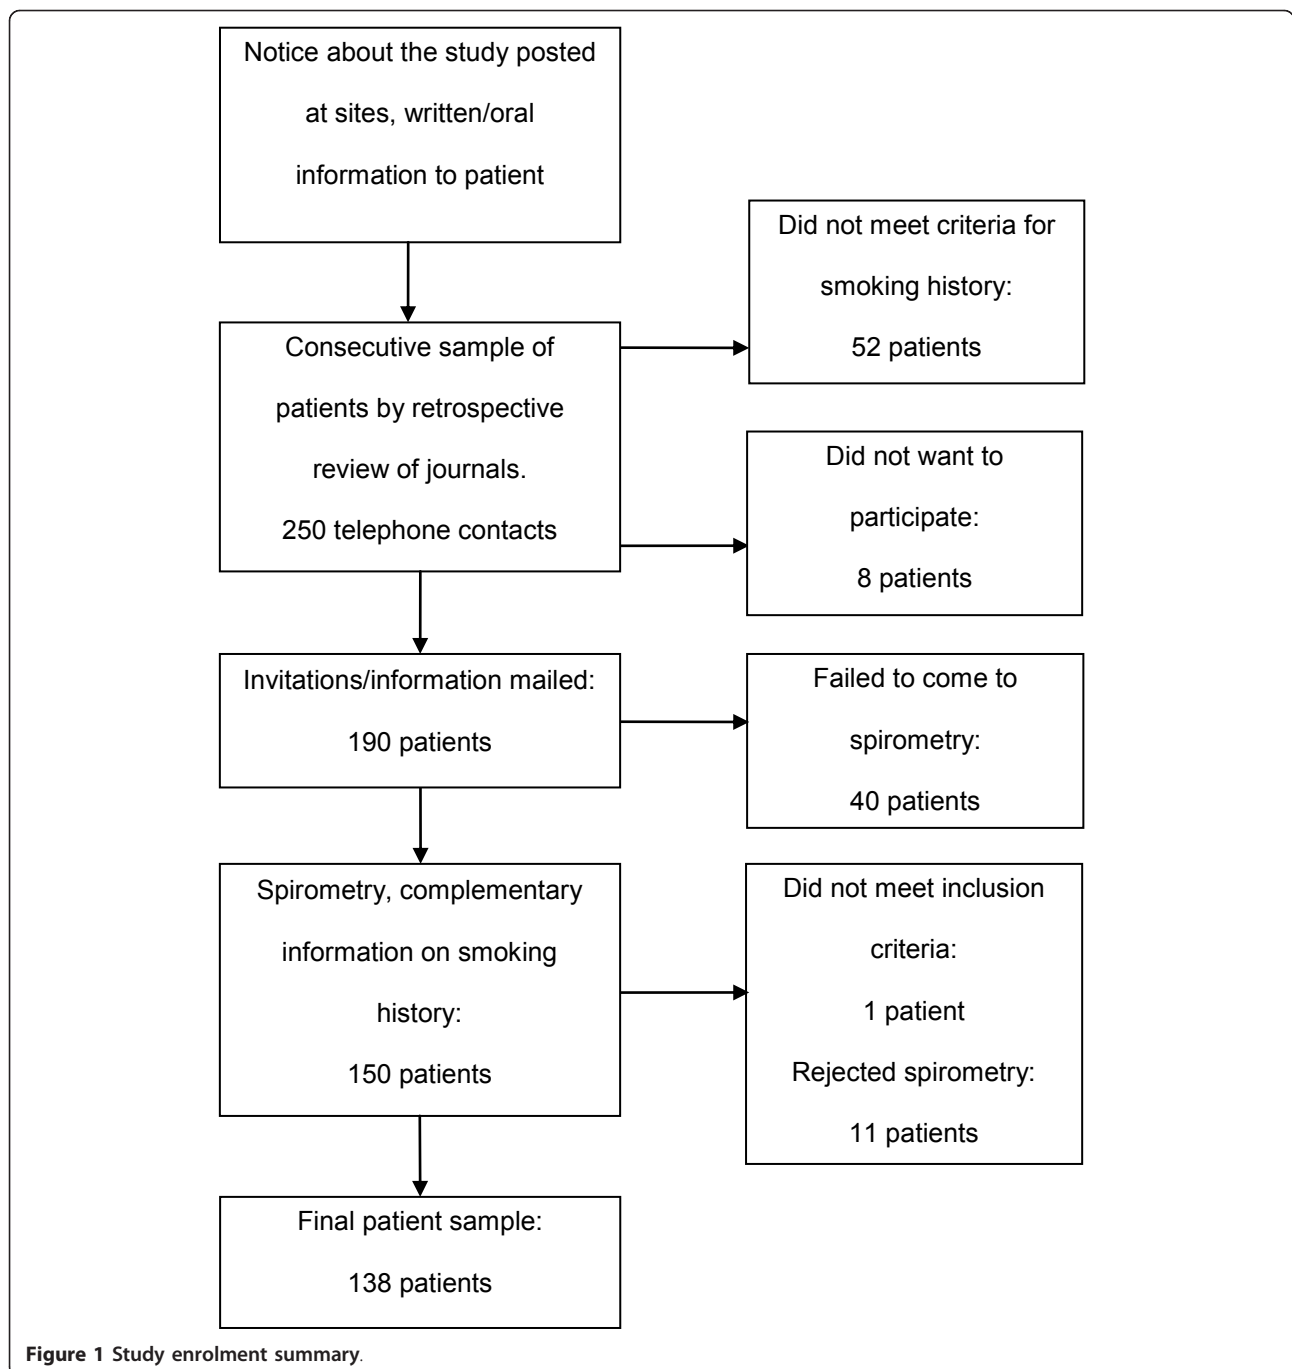 Notice about the study posted
at sites, written/oral
information to patient
Did not meet criteria for
smoking history:
52 patients
Consecutive sample of
patients by retrospective
review of journals.
250 telephone contacts
Did not want to
participate:
8 patients
Invitations/information mailed:
190 patients
Failed to come to
spirometry:
40 patients
Spirometry, complementary
information on smoking
history:
150 patients
Did not meet inclusion
criteria:
1 patient
Rejected spirometry:
11 patients
Final patient sample:
138 patients
Figure 1 Study enrolment summary.